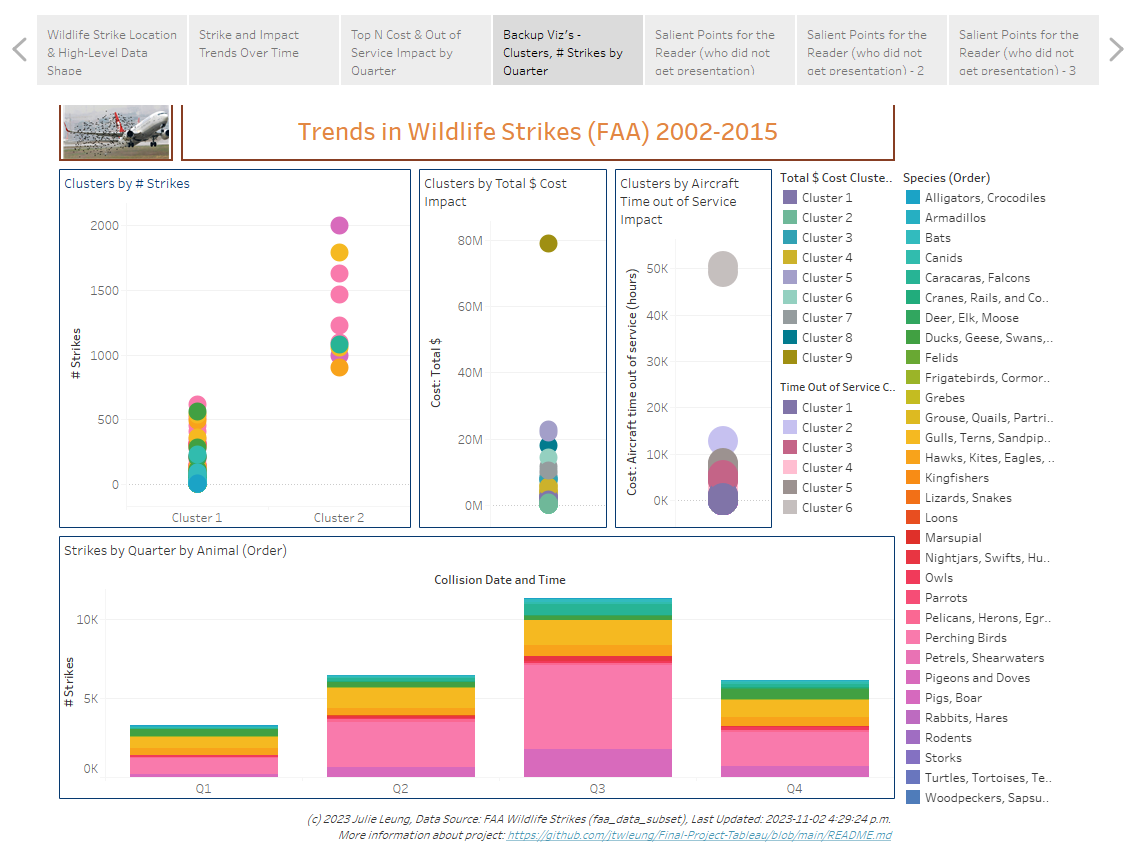 Wildlife Strike Location
& High-Level Data
Shape
Strike and Impact
Trends Over Time
Top N Cost & Out of
Service Impact by
Quarter
Backup Viz's -
Clusters, # Strikes by
Quarter
Salient Points for the
Reader (who did not
get presentation)
Salient Points for the
Reader (who did not
get presentation) - 2
Salient Points for the
Reader (who did not
get presentation) - 3
Trends in Wildlife Strikes (FAA) 2002-2015
Clusters by # Strikes
# Strikes
2000
1500
1000
500
0
Cluster 1
Cluster 2
Clusters by Total $ Cost
Impact
Cost: Total $
80M
60M
40M
20M
0M
Clusters by Aircraft
Time out of Service
Impact
Cost: Aircraft time out of service (hours)
50K
40K
30K
20K
10K
0K
Total $ Cost Cluste..
Cluster 1
Cluster 2
Cluster 3
Cluster 4
Cluster 5
Cluster 6
Cluster 7
Cluster 8
Cluster 9
Time Out of Service C..
Cluster 1
Cluster 2
Cluster 3
Cluster 4
Cluster 5
Cluster 6
Species (Order)
Alligators, Crocodiles
Armadillos
Bats
Canids
Caracaras, Falcons
Cranes, Rails, and Co..
Deer, Elk, Moose
Ducks, Geese, Swans,..
Felids
Frigatebirds, Cormor..
Grebes
Grouse, Quails, Partri..
Gulls, Terns, Sandpip..
Hawks, Kites, Eagles, ..
Kingfishers
Lizards, Snakes
Loons
Marsupial
Nightjars, Swifts, Hu..
Owls
Parrots
Pelicans, Herons, Egr..
Perching Birds
Petrels, Shearwaters
Pigeons and Doves
Pigs, Boar
Rabbits, Hares
Rodents
Storks
Turtles, Tortoises, Te..
Woodpeckers, Sapsu..
Strikes by Quarter by Animal (Order)
Collision Date and Time
# Strikes
10K
5K
0K
Q1
Q2
Q3
Q4
(c) 2023 Julie Leung, Data Source: FAA Wildlife Strikes (faa_data_subset), Last Updated: 2023-11-02 4:29:24 p.m.
More information about project: https://github.com/jtwleung/Final-Project-Tableau/blob/main/README.md